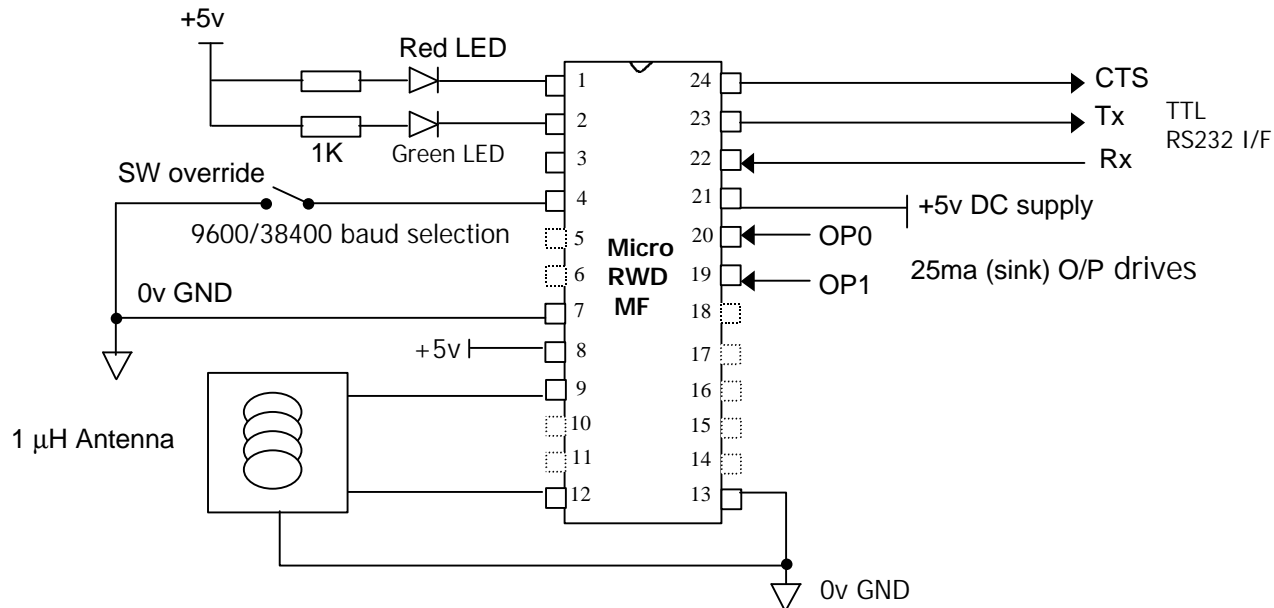 +5v
Red LED
Green LED
1K
SW override
9600/38400 baud selection
0v GND
+5v
1 μH Antenna
1
2
3
4
5
6
7
8
9
10
11
12
Micro
RWD
MF
24
23
22
21
20
19
18
17
16
15
14
13
CTS
Tx
Rx
TTL
RS232 I/F
+5v DC supply
OP0
OP1
25ma (sink) O/P drives
0v GND